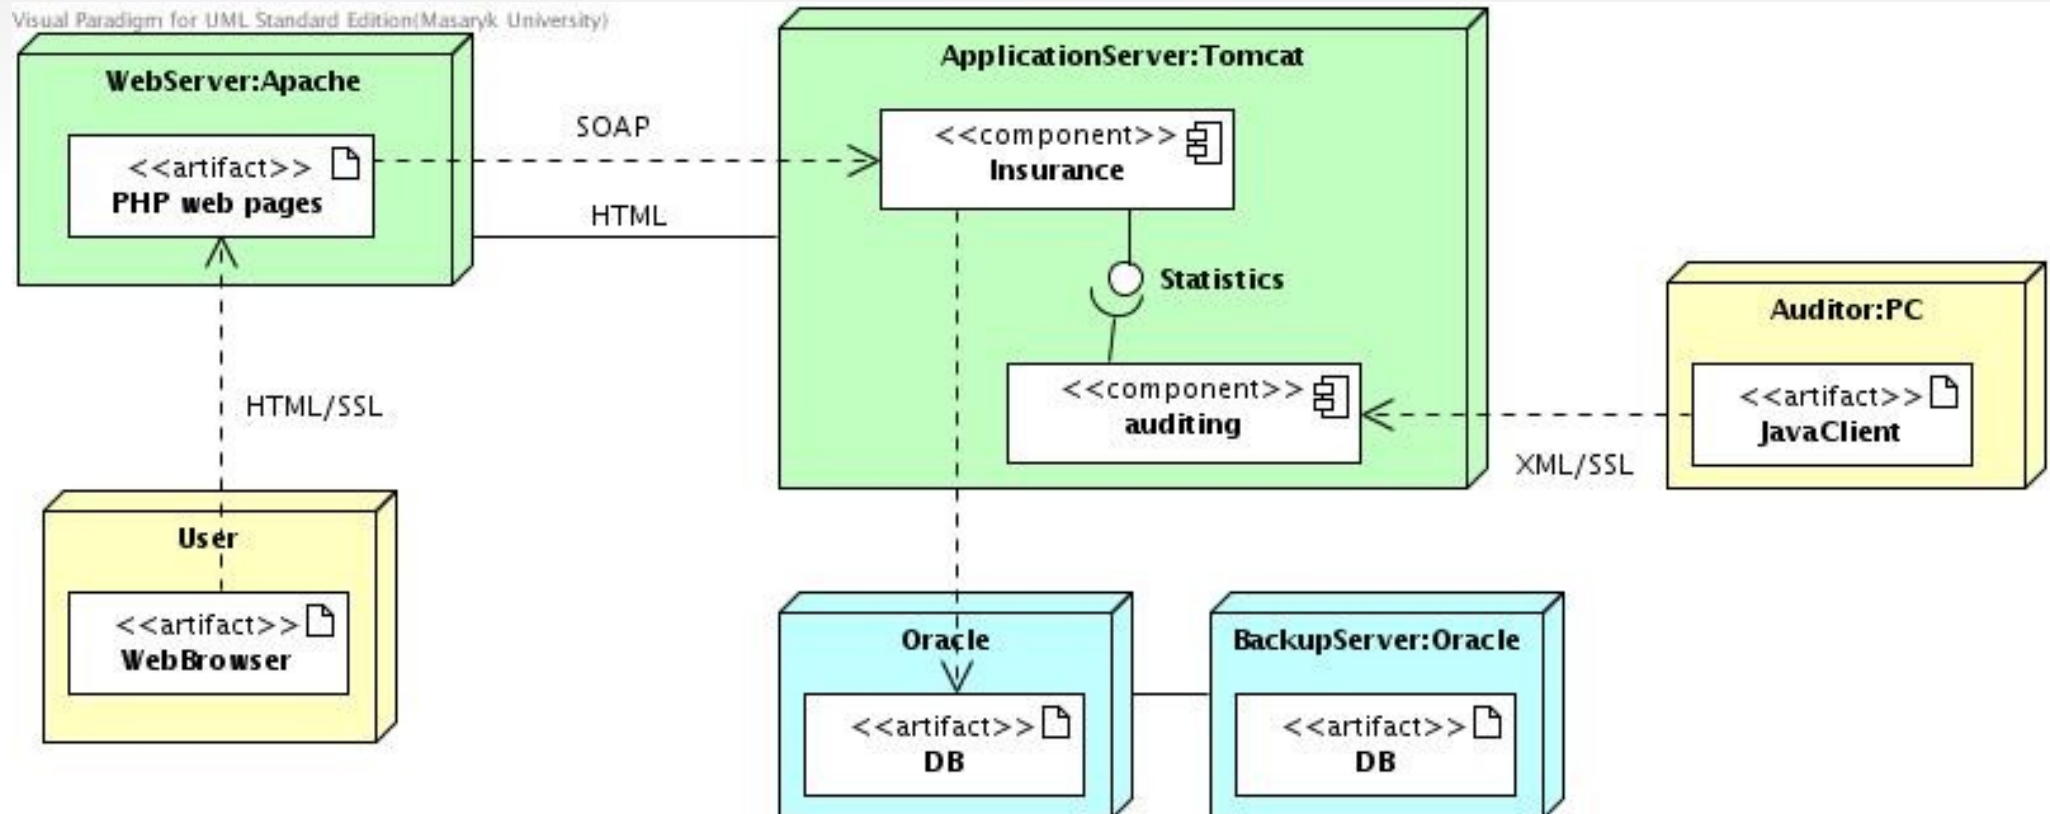 Visual Paradigm for UML Standard Edition(Masaryk University)
WebServer:Apache
<<artifact>>
PHP web pages
SOAP
HTML
ApplicationServer:Tomcat
<<component>>
Insurance
Statistics
<<component>>
auditing
Auditor:PC
<<artifact>>
JavaClient
XML/SSL
HTML/SSL
User
<<artifact>>
WebBrowser
Oracle
<<artifact>>
DB
BackupServer:Oracle
<<artifact>>
DB